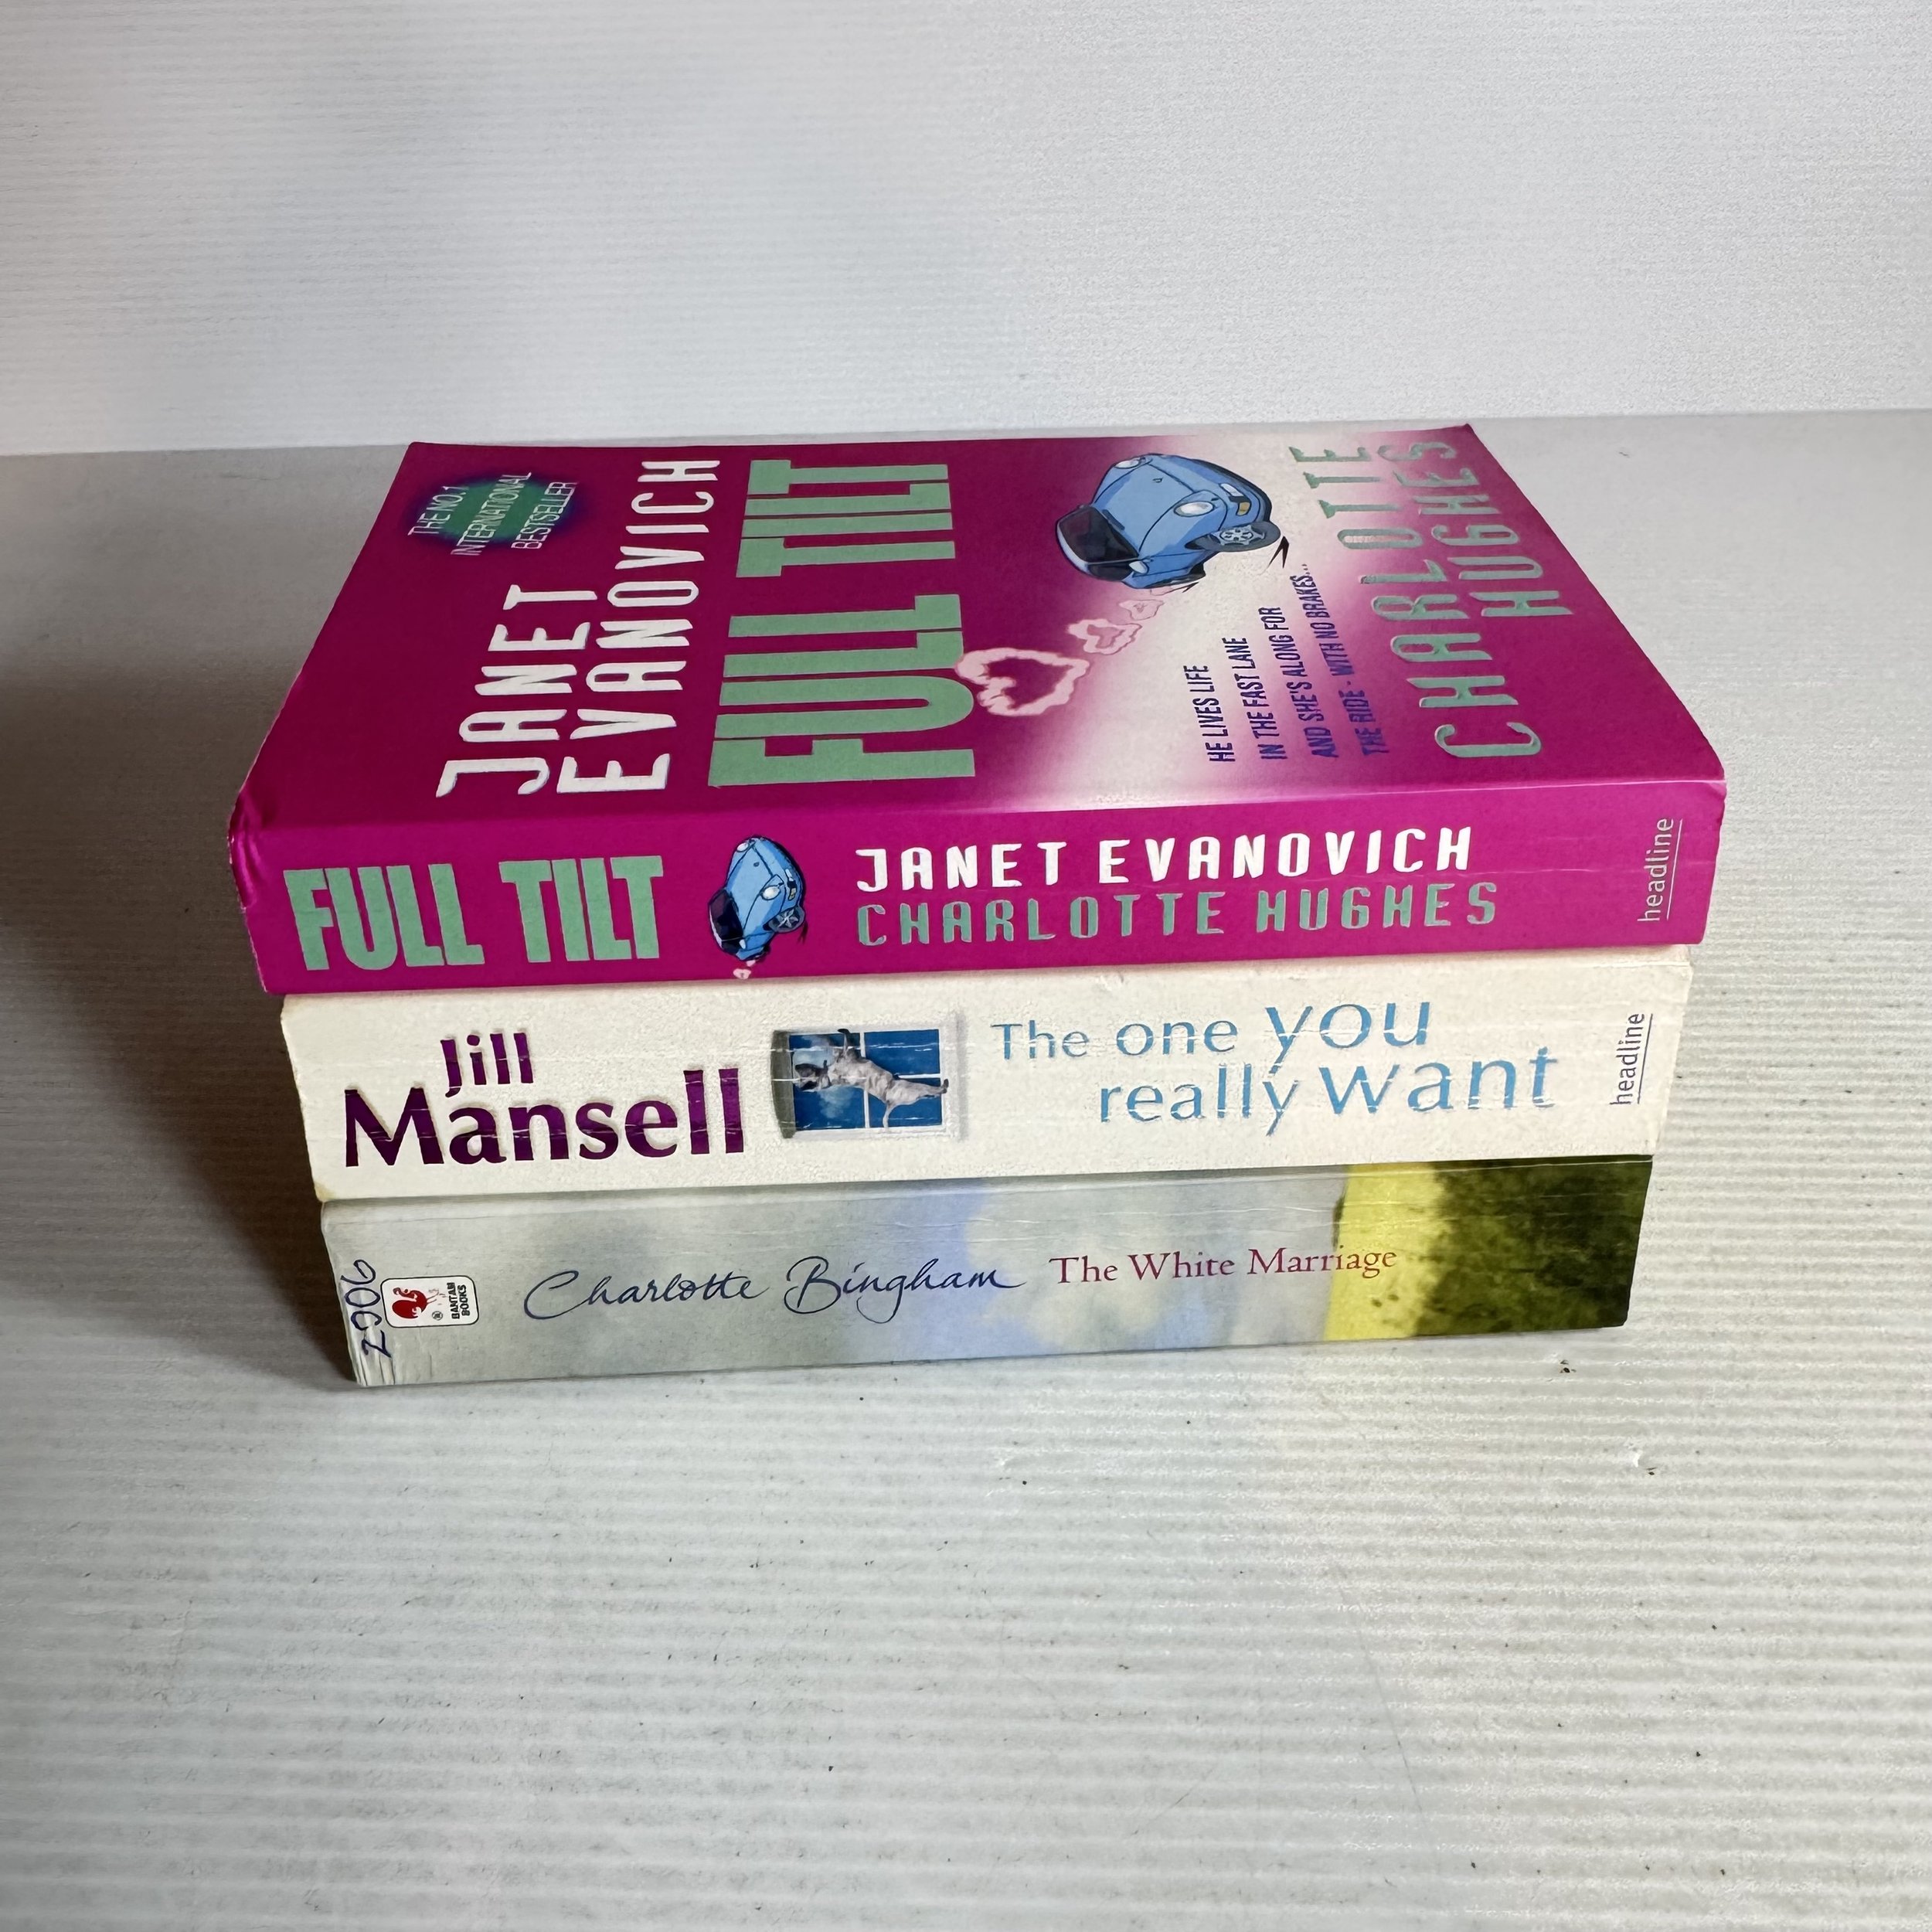 THE NO.1
INTERNATIONAL
BESTSELLER
JANET
EVANOVICH
FULL TILT
HE LIVES LIFE
IN THE FAST LANE
AND SHE'S ALONG FOR
THE RIDE - WITH NO BRAKES...
CHARLOTTE
HUGHES
FULL TILT
JANET EVANOVICH
CHARLOTTE HUGHES
headline
Jill
Mansell
The one you
really want
headline
2006
BANTAM
BOOKS
Charlotte Bingham
The White Marriage